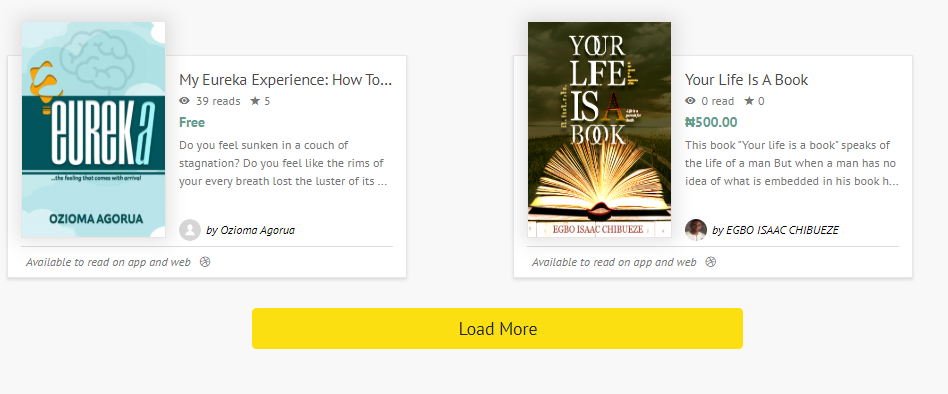 eureka
...the feeling that comes with arrival
OZIOMA AGORUA
My Eureka Experience: How To...
39 reads ★ 5
Free
Do you feel sunken in a couch of
stagnation? Do you feel like the rims of
your every breath lost the luster of its ...
by Ozioma Agorua
Available to read on app and web
YOUR
LIFE
IS A
BOOK
EGBO ISAAC CHIBUEZE
Your Life Is A Book
0 read ★ 0
₦500.00
This book "Your life is a book" speaks of
the life of a man But when a man has no
idea of what is embedded in his book h...
by EGBO ISAAC CHIBUEZE
Available to read on app and web
Load More